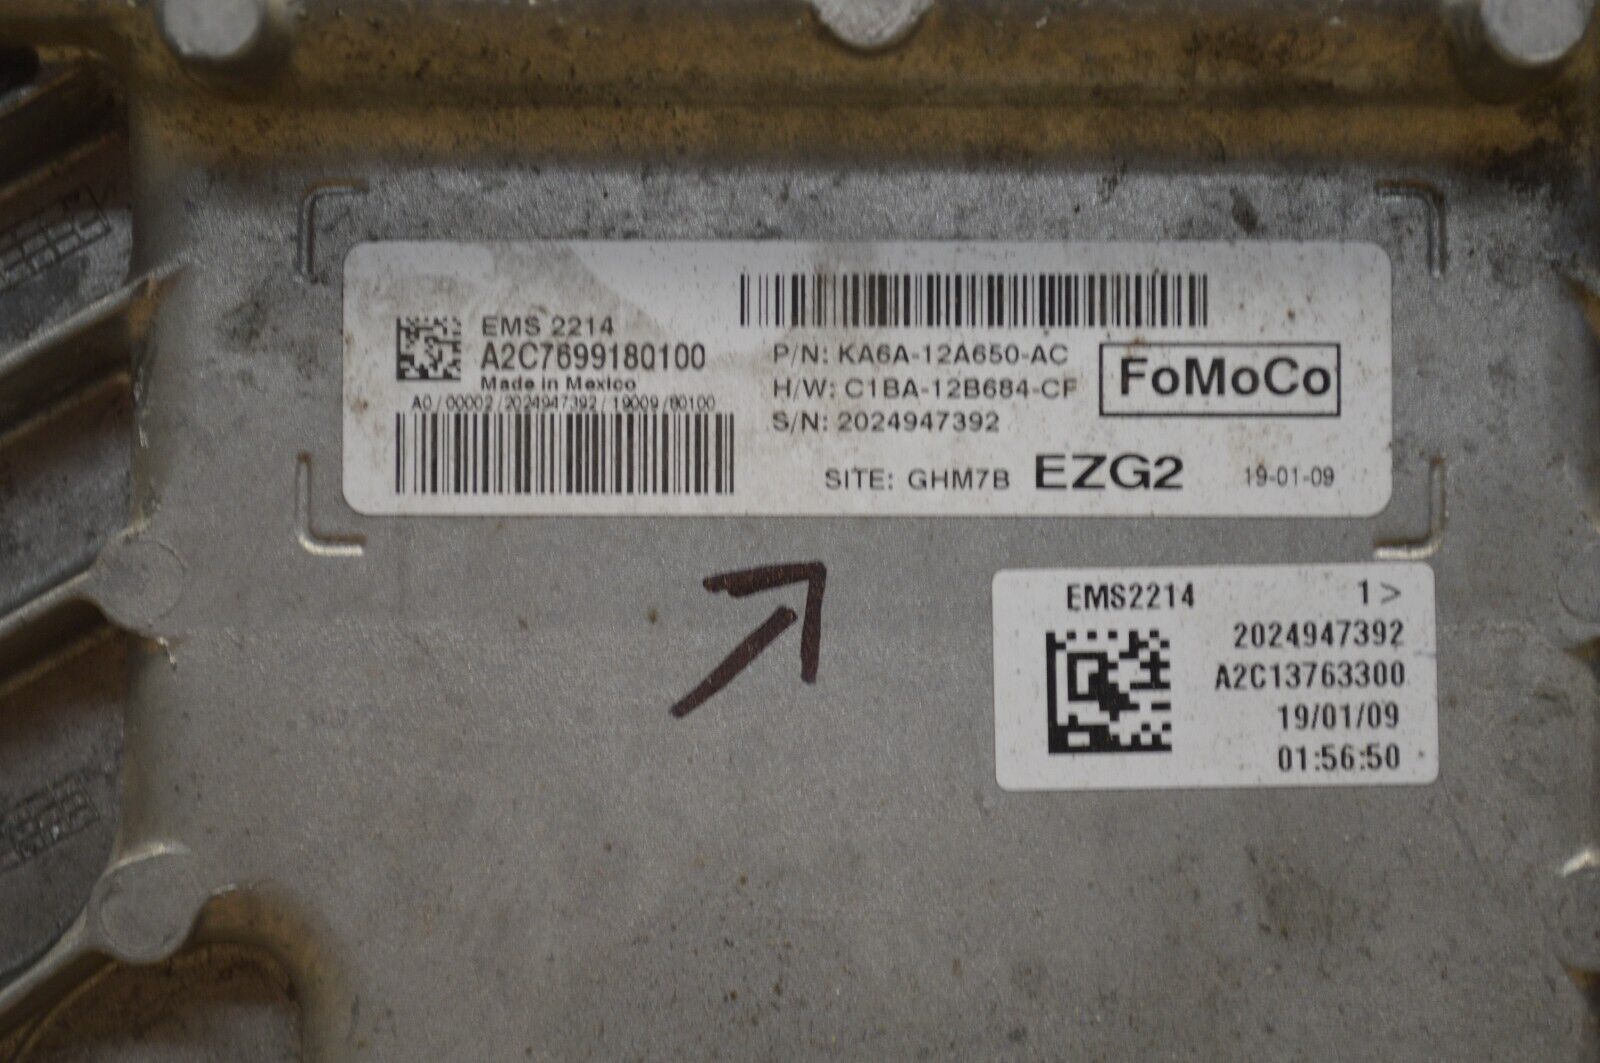 EMS 2214
A2C7699180100
Made in Mexico
A0/00002/2024947392/19009/80100
P/N: KA6A-12A650-AC
H/W: C1BA-12B684-CF
S/N: 2024947392
FoMoCo
SITE: GHM7B EZG2 19-01-09
EMS2214 1>
2024947392
A2C13763300
19/01/09
01:56:50